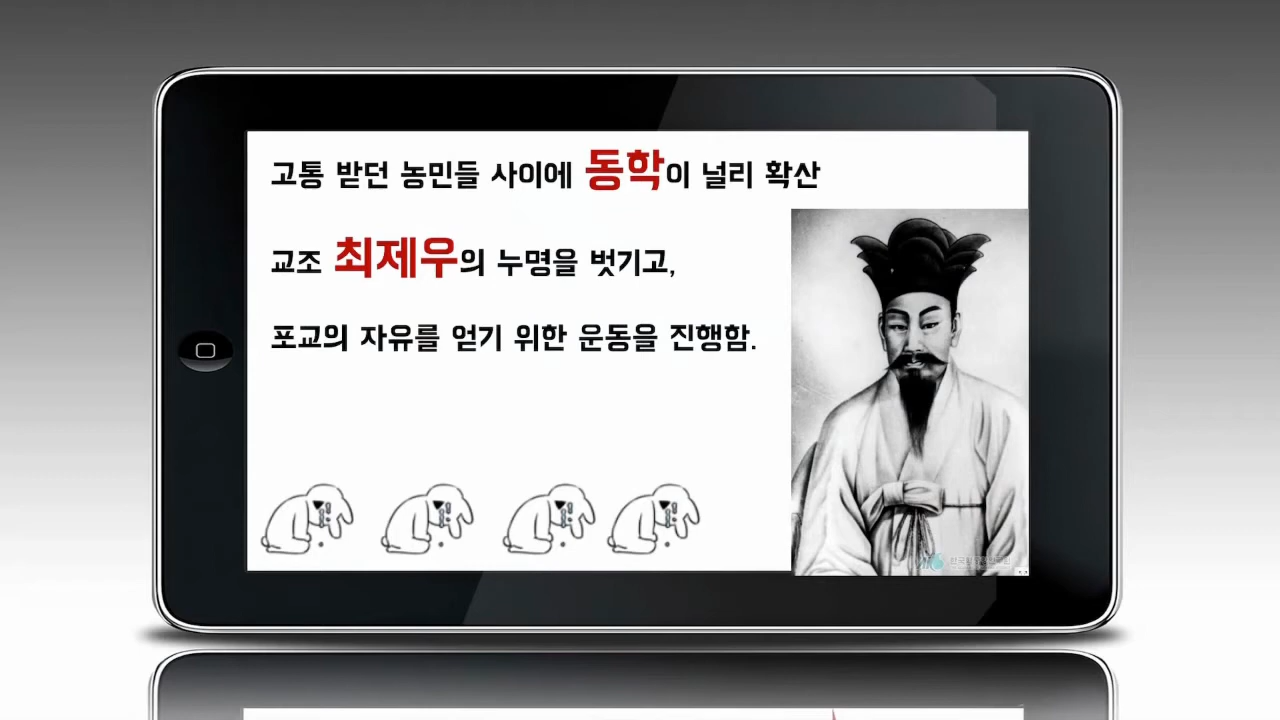 고통 받던 농민들 사이에 동학이 널리 확산
교조 최제우의 누명을 벗기고,
포교의 자유를 얻기 위한 운동을 진행함.